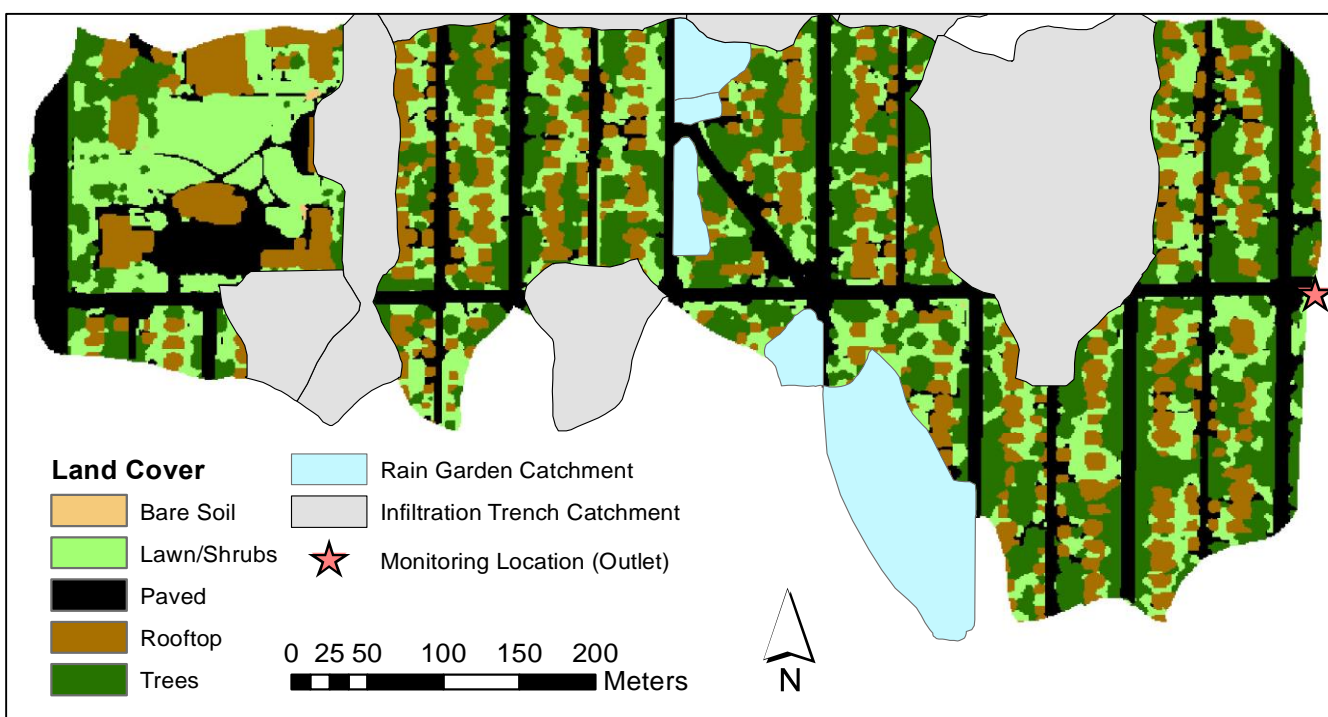 Land Cover
Bare Soil
Lawn/Shrubs
Paved
Rooftop
Trees
Rain Garden Catchment
Infiltration Trench Catchment
Monitoring Location (Outlet)
0 25 50 100 150 200
Meters
N